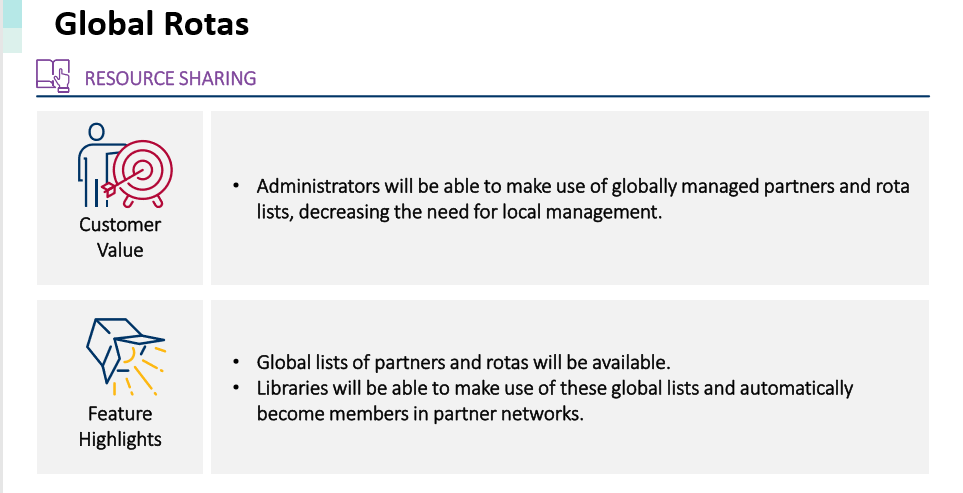 Global Rotas
RESOURCE SHARING
Customer
Value
• Administrators will be able to make use of globally managed partners and rota
lists, decreasing the need for local management.
Feature
Highlights
• Global lists of partners and rotas will be available.
• Libraries will be able to make use of these global lists and automatically
become members in partner networks.